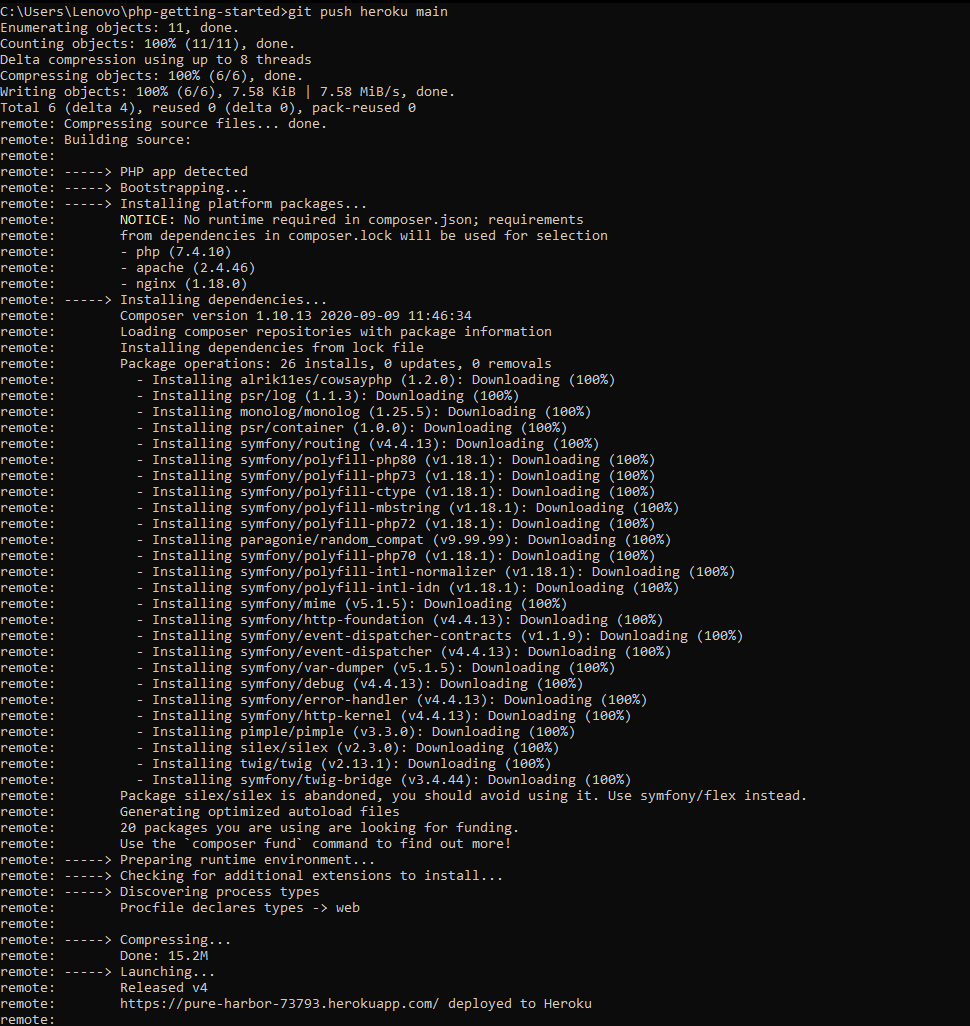 C:\Users\Lenovo\php-getting-started>git push heroku main
Enumerating objects: 11, done.
Counting objects: 100% (11/11), done.
Delta compression using up to 8 threads
Compressing objects: 100% (6/6), done.
Writing objects: 100% (6/6), 7.58 KiB | 7.58 MiB/s, done.
Total 6 (delta 4), reused 0 (delta 0), pack-reused 0
remote: Compressing source files... done.
remote: Building source:
remote:
remote: -----> PHP app detected
remote: -----> Bootstrapping...
remote: -----> Installing platform packages...
remote:        NOTICE: No runtime required in composer.json; requirements
remote:        from dependencies in composer.lock will be used for selection
remote:        - php (7.4.10)
remote:        - apache (2.4.46)
remote:        - nginx (1.18.0)
remote: -----> Installing dependencies...
remote:        Composer version 1.10.13 2020-09-09 11:46:34
remote:        Loading composer repositories with package information
remote:        Installing dependencies from lock file
remote:        Package operations: 26 installs, 0 updates, 0 removals
remote:          - Installing alrik11es/cowsayphp (1.2.0): Downloading (100%)
remote:          - Installing psr/log (1.1.3): Downloading (100%)
remote:          - Installing monolog/monolog (1.25.5): Downloading (100%)
remote:          - Installing psr/container (1.0.0): Downloading (100%)
remote:          - Installing symfony/routing (v4.4.13): Downloading (100%)
remote:          - Installing symfony/polyfill-php80 (v1.18.1): Downloading (100%)
remote:          - Installing symfony/polyfill-php73 (v1.18.1): Downloading (100%)
remote:          - Installing symfony/polyfill-ctype (v1.18.1): Downloading (100%)
remote:          - Installing symfony/polyfill-mbstring (v1.18.1): Downloading (100%)
remote:          - Installing symfony/polyfill-php72 (v1.18.1): Downloading (100%)
remote:          - Installing paragonie/random_compat (v9.99.99): Downloading (100%)
remote:          - Installing symfony/polyfill-php70 (v1.18.1): Downloading (100%)
remote:          - Installing symfony/polyfill-intl-normalizer (v1.18.1): Downloading (100%)
remote:          - Installing symfony/polyfill-intl-idn (v1.18.1): Downloading (100%)
remote:          - Installing symfony/mime (v5.1.5): Downloading (100%)
remote:          - Installing symfony/http-foundation (v4.4.13): Downloading (100%)
remote:          - Installing symfony/event-dispatcher-contracts (v1.1.9): Downloading (100%)
remote:          - Installing symfony/event-dispatcher (v4.4.13): Downloading (100%)
remote:          - Installing symfony/var-dumper (v5.1.5): Downloading (100%)
remote:          - Installing symfony/debug (v4.4.13): Downloading (100%)
remote:          - Installing symfony/error-handler (v4.4.13): Downloading (100%)
remote:          - Installing symfony/http-kernel (v4.4.13): Downloading (100%)
remote:          - Installing pimple/pimple (v3.3.0): Downloading (100%)
remote:          - Installing silex/silex (v2.3.0): Downloading (100%)
remote:          - Installing twig/twig (v2.13.1): Downloading (100%)
remote:          - Installing symfony/twig-bridge (v3.4.44): Downloading (100%)
remote:        Package silex/silex is abandoned, you should avoid using it. Use symfony/flex instead.
remote:        Generating optimized autoload files
remote:        20 packages you are using are looking for funding.
remote:        Use the `composer fund` command to find out more!
remote: -----> Preparing runtime environment...
remote: -----> Checking for additional extensions to install...
remote: -----> Discovering process types
remote:        Procfile declares types -> web
remote:
remote: -----> Compressing...
remote:        Done: 15.2M
remote: -----> Launching...
remote:        Released v4
remote:        https://pure-harbor-73793.herokuapp.com/ deployed to Heroku
remote: